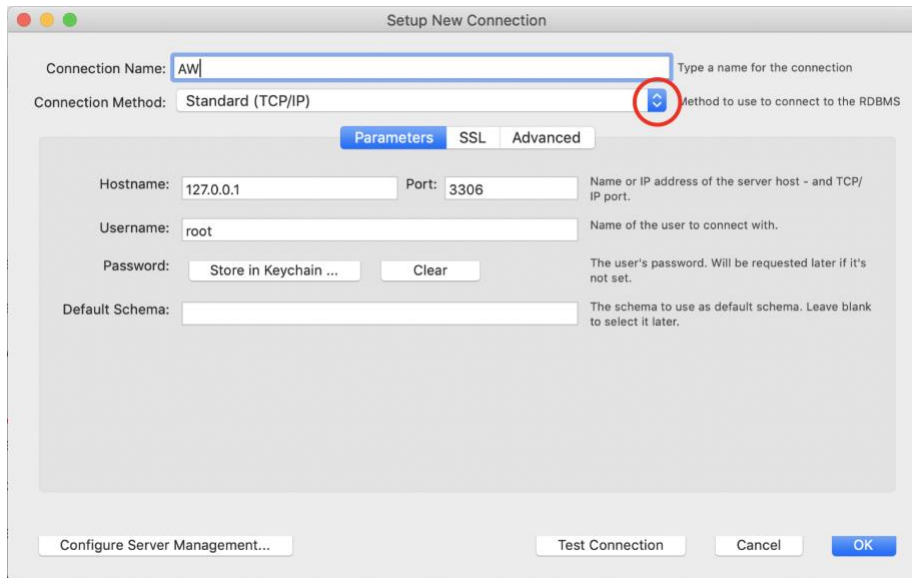 Setup New Connection
Connection Name: AW Type a name for the connection
Connection Method: Standard (TCP/IP) Method to use to connect to the RDBMS
Parameters SSL Advanced
Hostname: 127.0.0.1 Port: 3306 Name or IP address of the server host - and TCP/
IP port.
Username: root Name of the user to connect with.
Password: Store in Keychain ... Clear The user's password. Will be requested later if it's
not set.
Default Schema: The schema to use as default schema. Leave blank
to select it later.
Configure Server Management... Test Connection Cancel OK